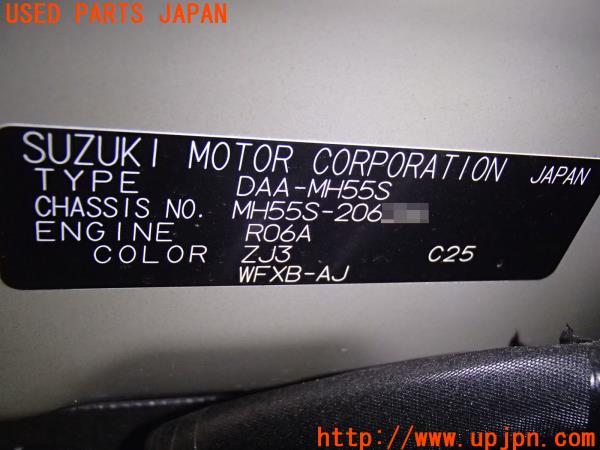 USED PARTS JAPAN
SUZUKI MOTOR CORPORATION JAPAN
TYPE DAA-MH55S
CHASSIS NO. MH55S-206
ENGINE R06A
COLOR ZJ3 C25
WFXB-AJ
http://www.upjpn.com